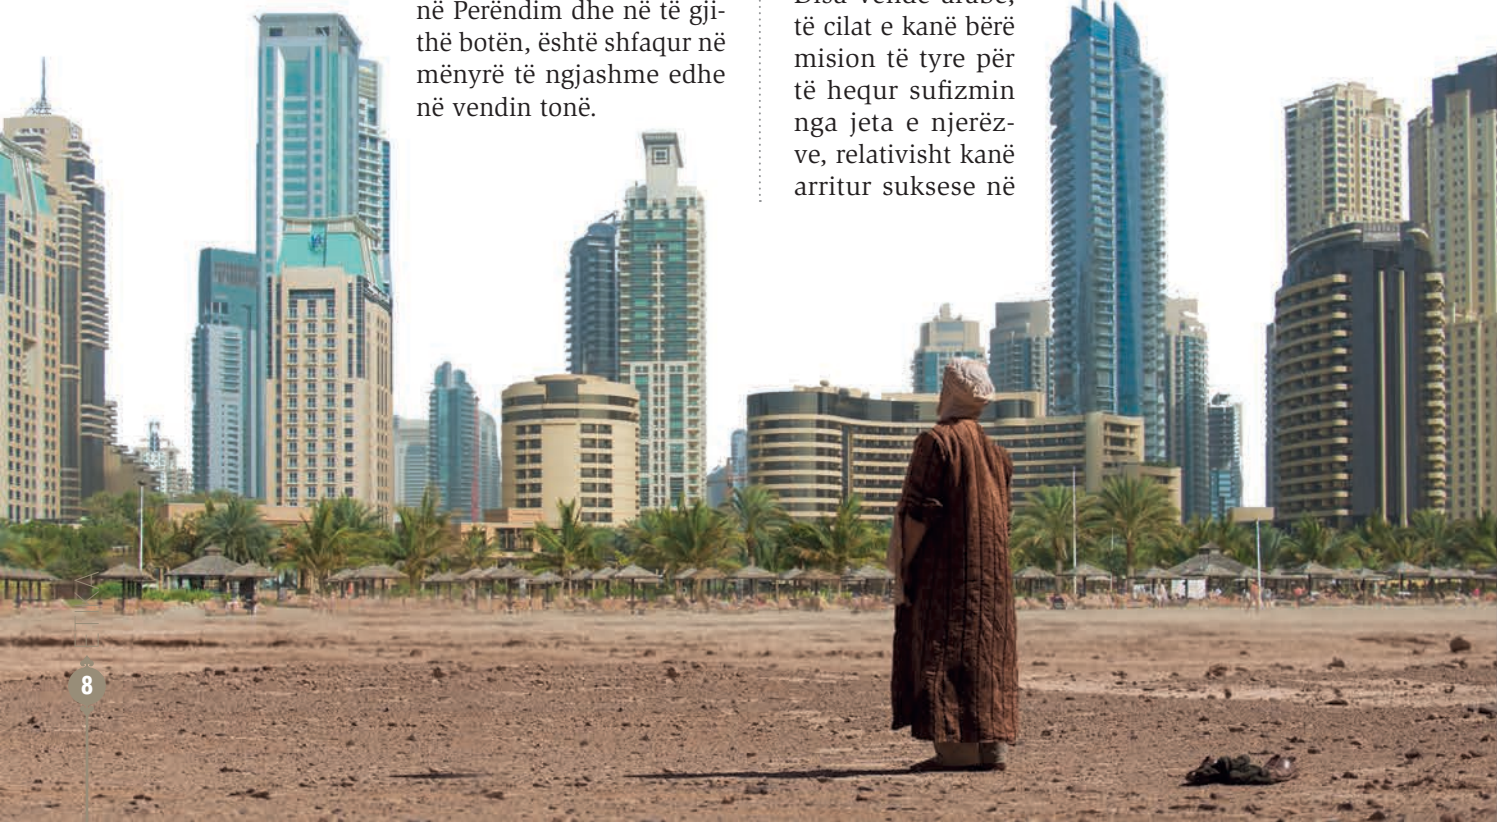 në Perëndim dhe në të gji-
thë botën, është shfaqur në
mënyrë të ngjashme edhe
në vendin tonë.
të cilat e kanë bërë
mision të tyre për
të hequr sufizmin
nga jeta e njerëz-
ve, relativisht kanë
arritur suksese në
8